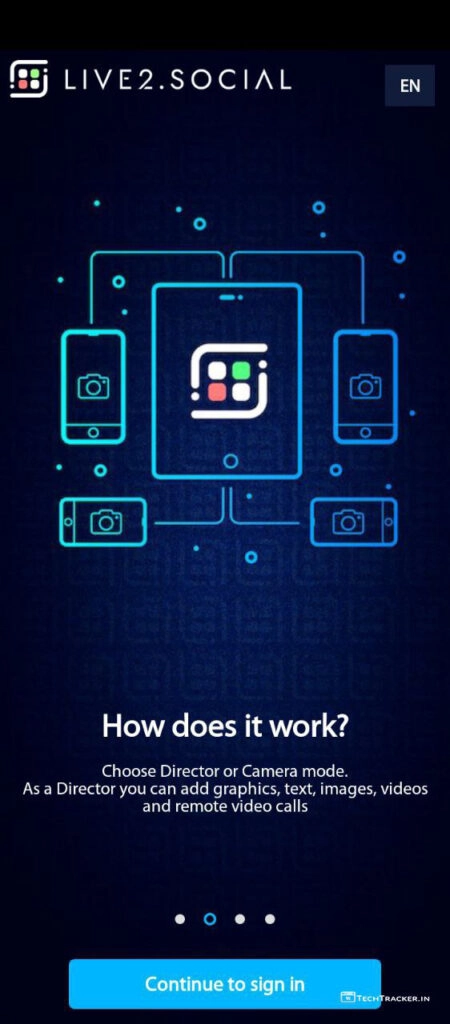 LIVE2.SOCIAL
EN
How does it work?
Choose Director or Camera mode.
As a Director you can add graphics, text, images, videos
and remote video calls
Continue to sign in
TechTracker.in